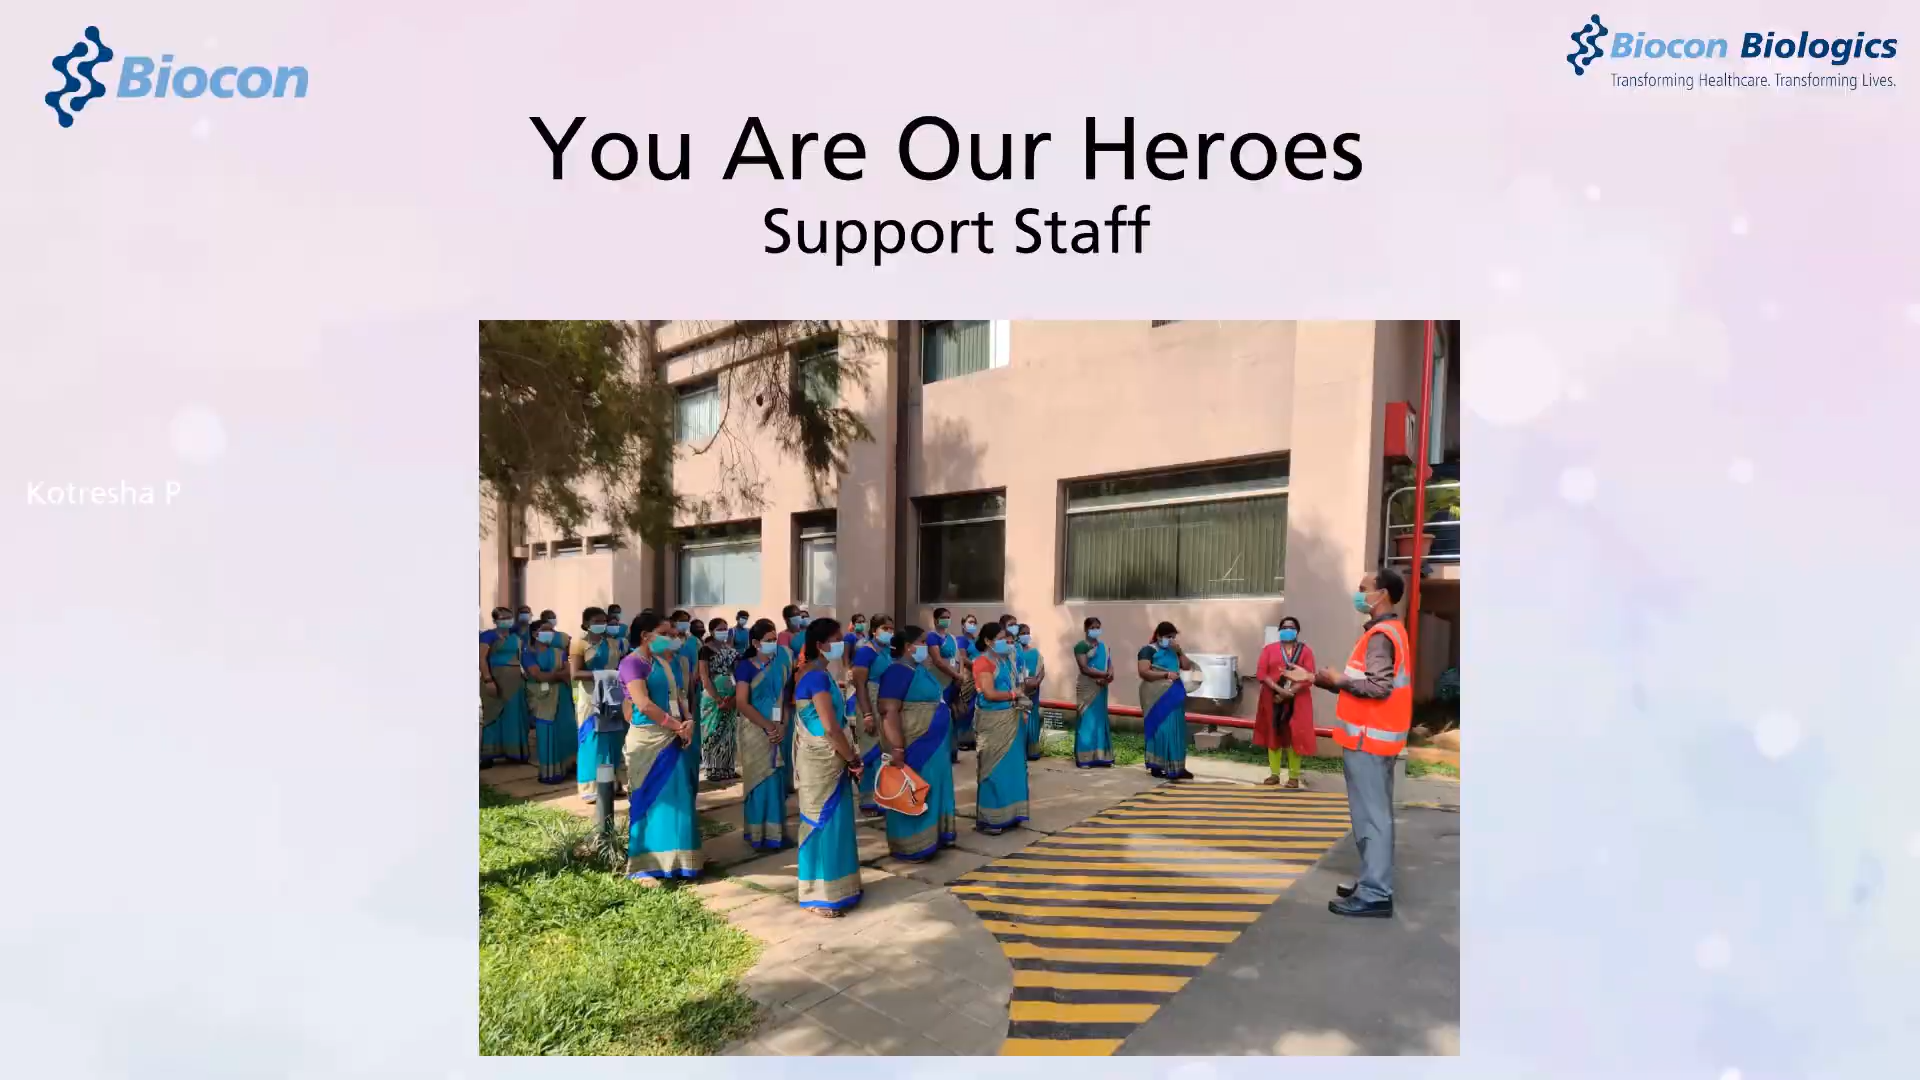 Biocon
Biocon Biologics
Transforming Healthcare. Transforming Lives.
You Are Our Heroes
Support Staff
Kotresha P